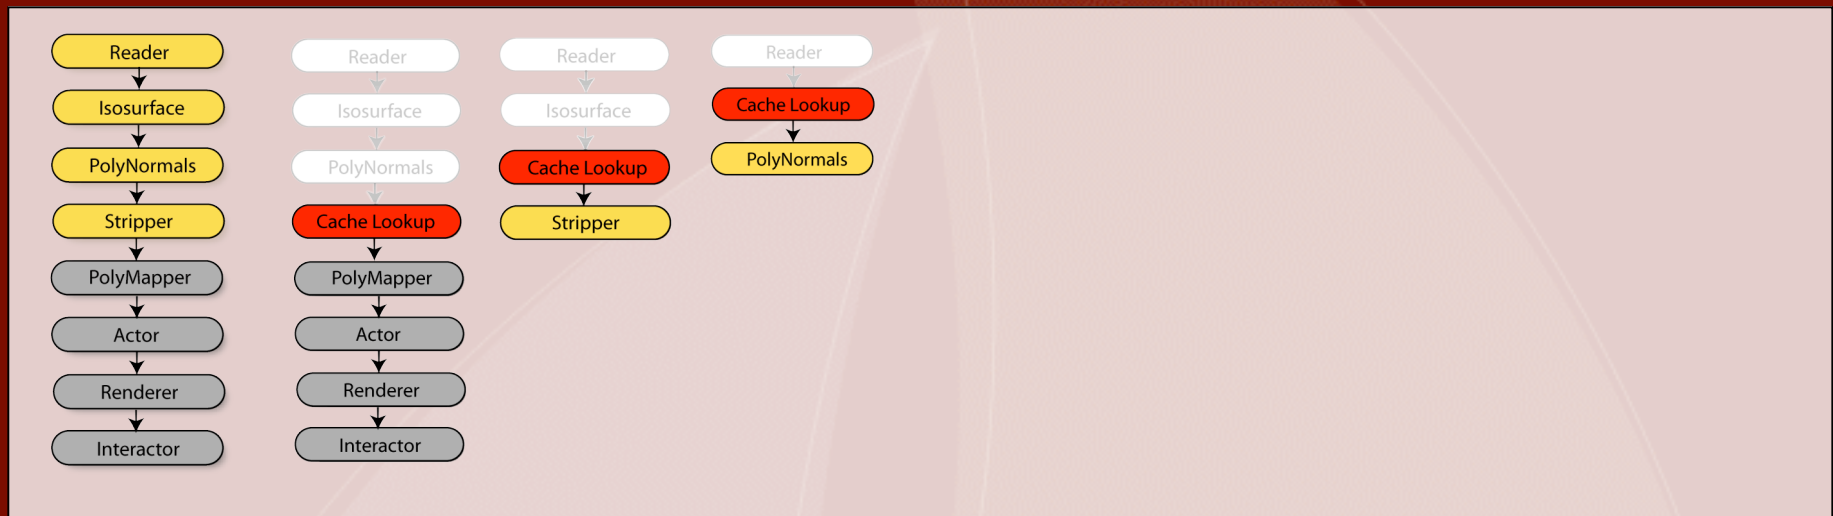 Reader
Isosurface
PolyNormals
Stripper
PolyMapper
Actor
Renderer
Interactor
Reader
Isosurface
PolyNormals
Cache Lookup
PolyMapper
Actor
Renderer
Interactor
Reader
Isosurface
Cache Lookup
Stripper
Reader
Cache Lookup
PolyNormals